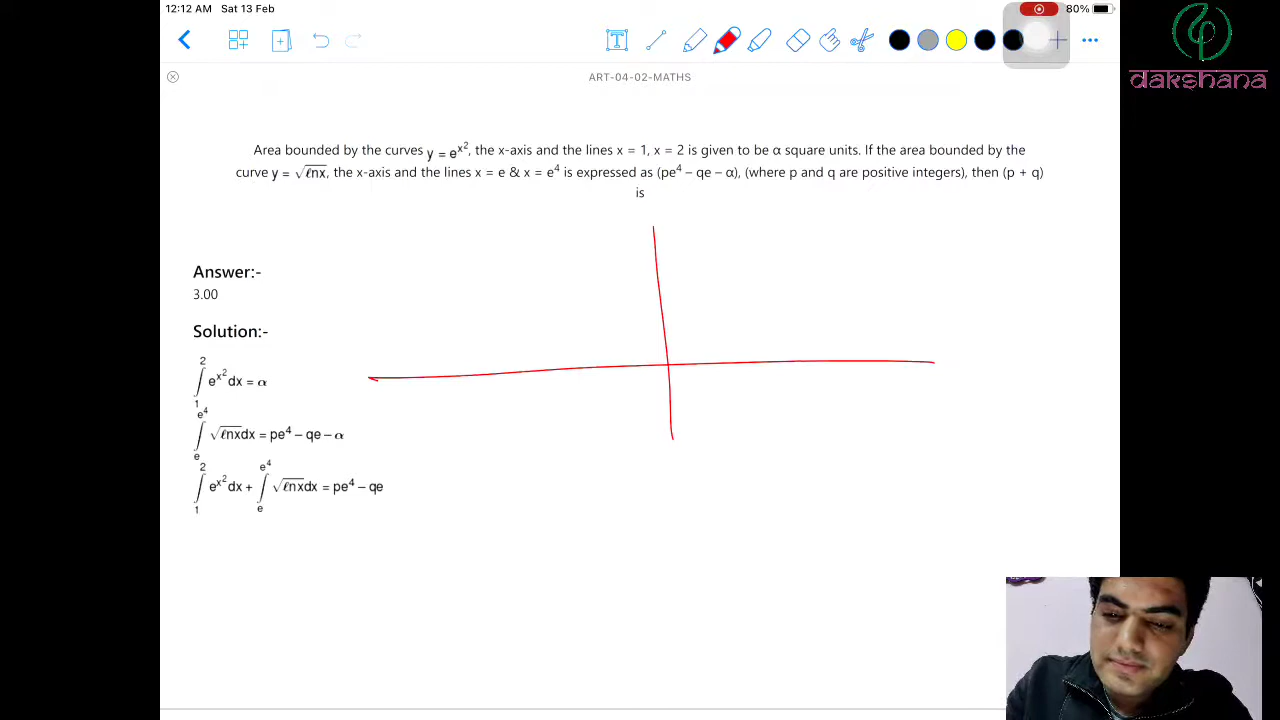 12:12 AM Sat 13 Feb
80%
dakshana
ART-04-02-MATHS
Area bounded by the curves y = e^x², the x-axis and the lines x = 1, x = 2 is given to be α square units. If the area bounded by the
curve y = √ℓnx, the x-axis and the lines x = e & x = e⁴ is expressed as (pe⁴ – qe – α), (where p and q are positive integers), then (p + q)
is
Answer:-
3.00
Solution:-
∫₁² e^x² dx = α
∫ₑ^e⁴ √ℓnx dx = pe⁴ – qe – α
∫₁² e^x² dx + ∫ₑ^e⁴ √ℓnx dx = pe⁴ – qe